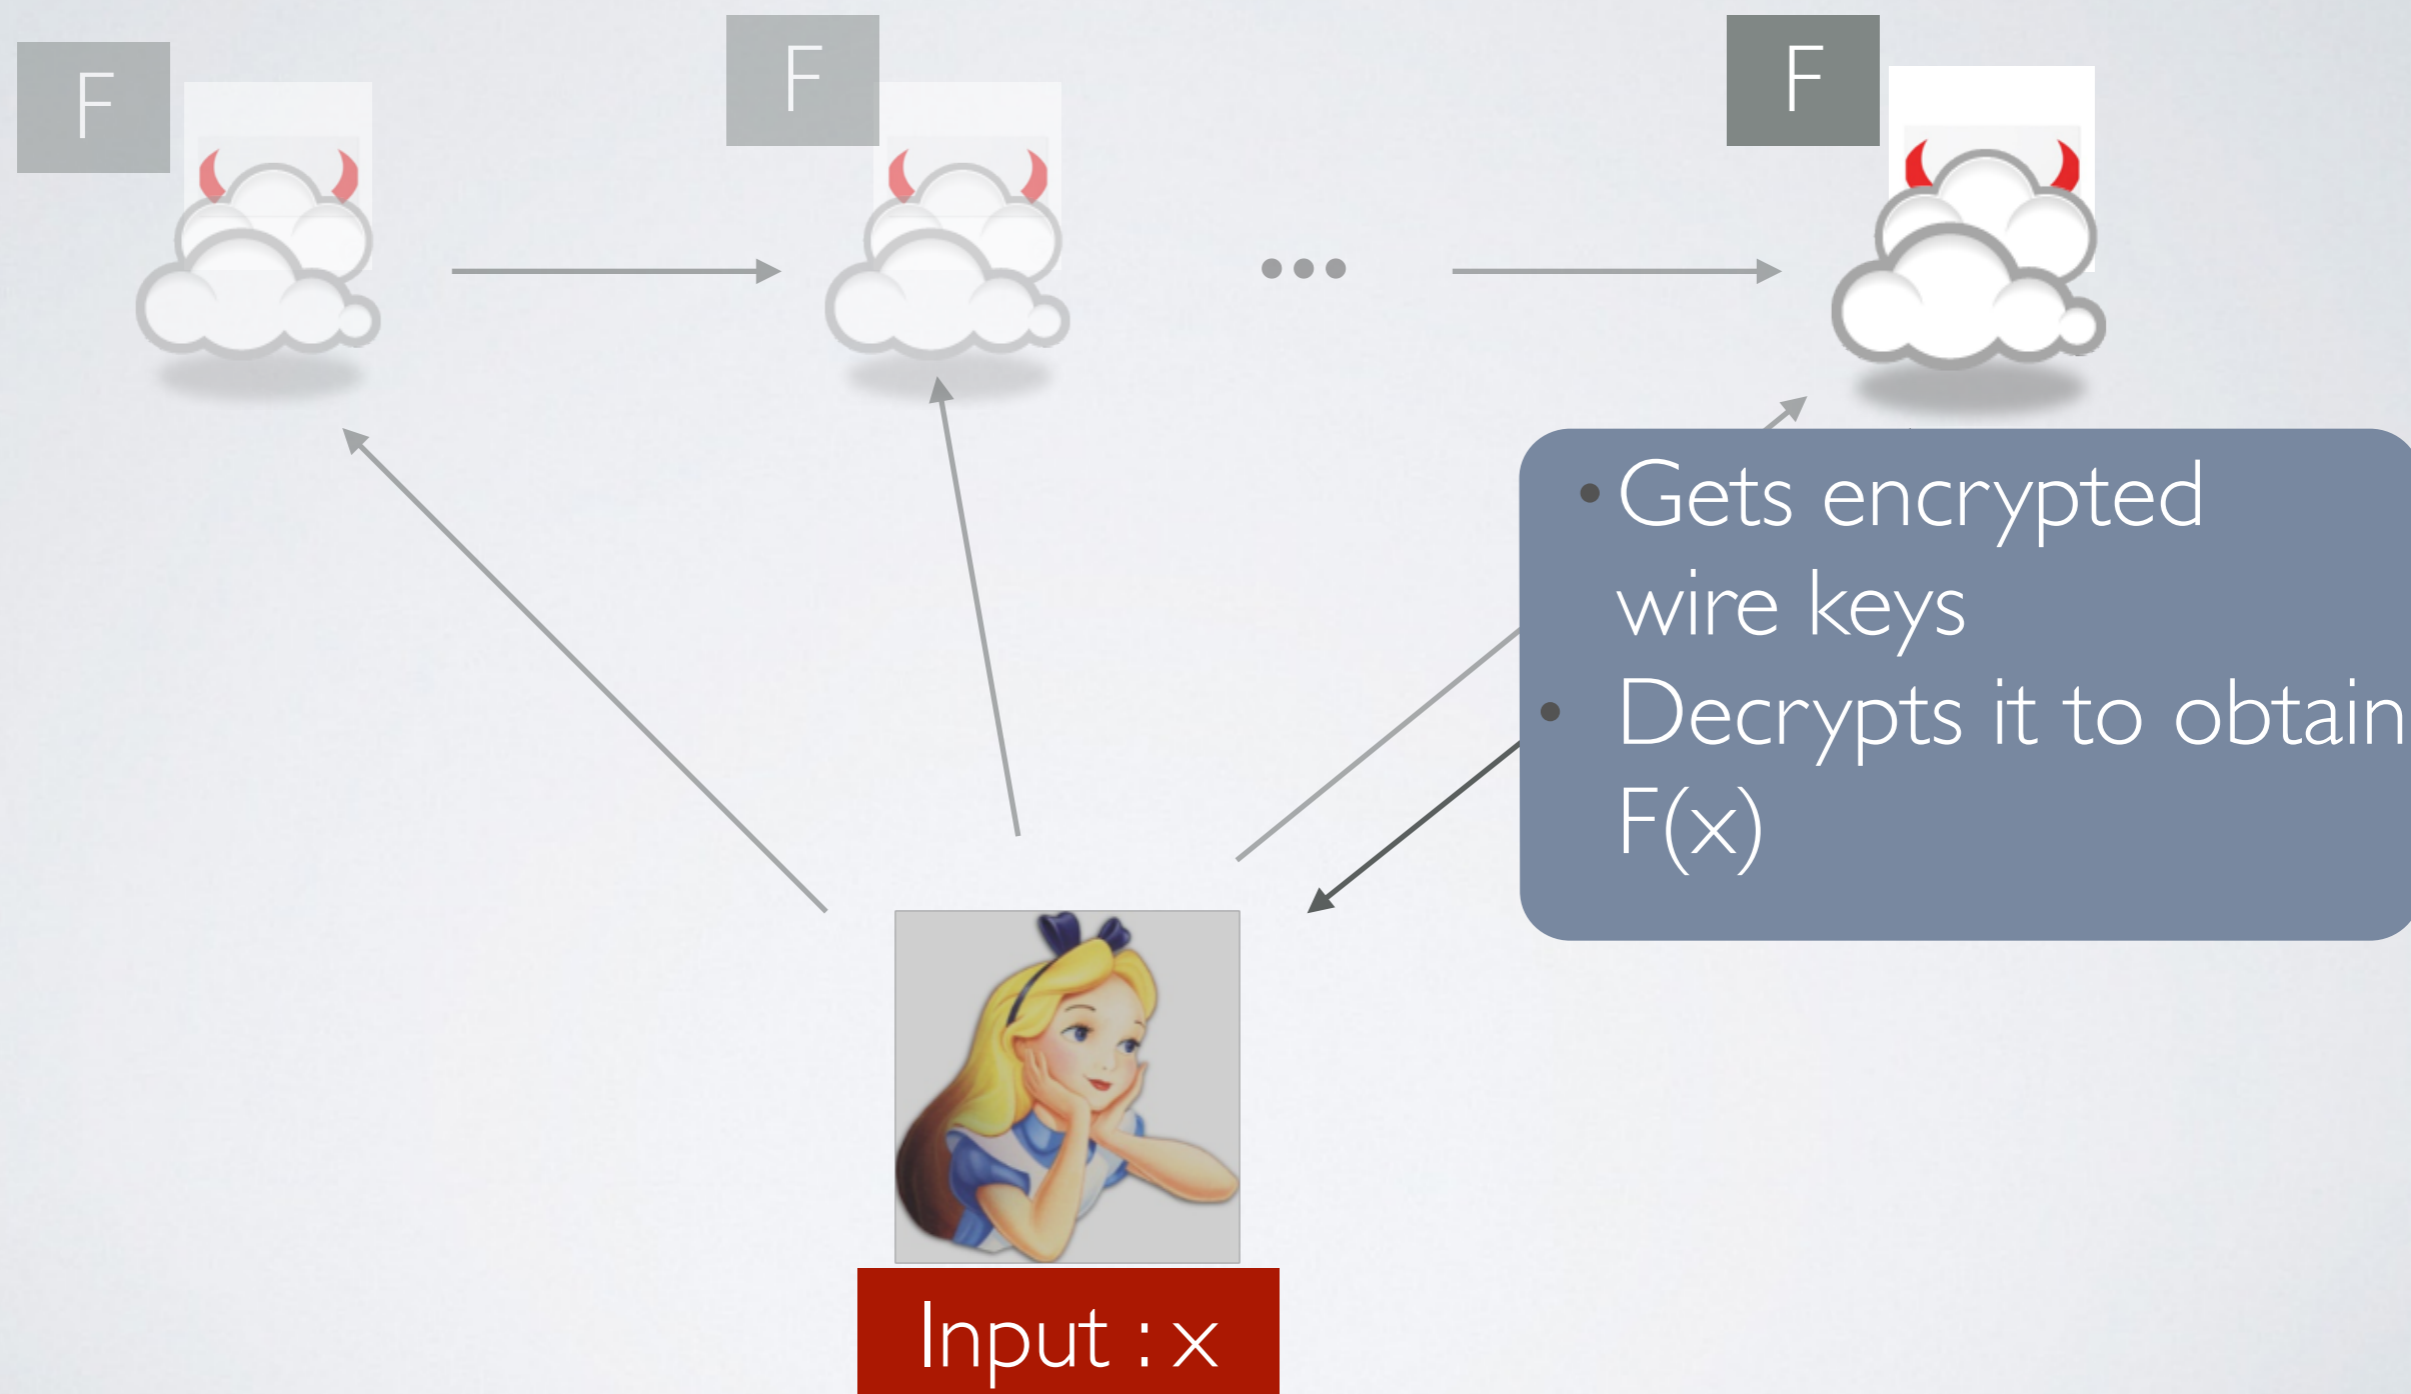 F
F
F
• Gets encrypted
wire keys
• Decrypts it to obtain
F(x)
Input : x